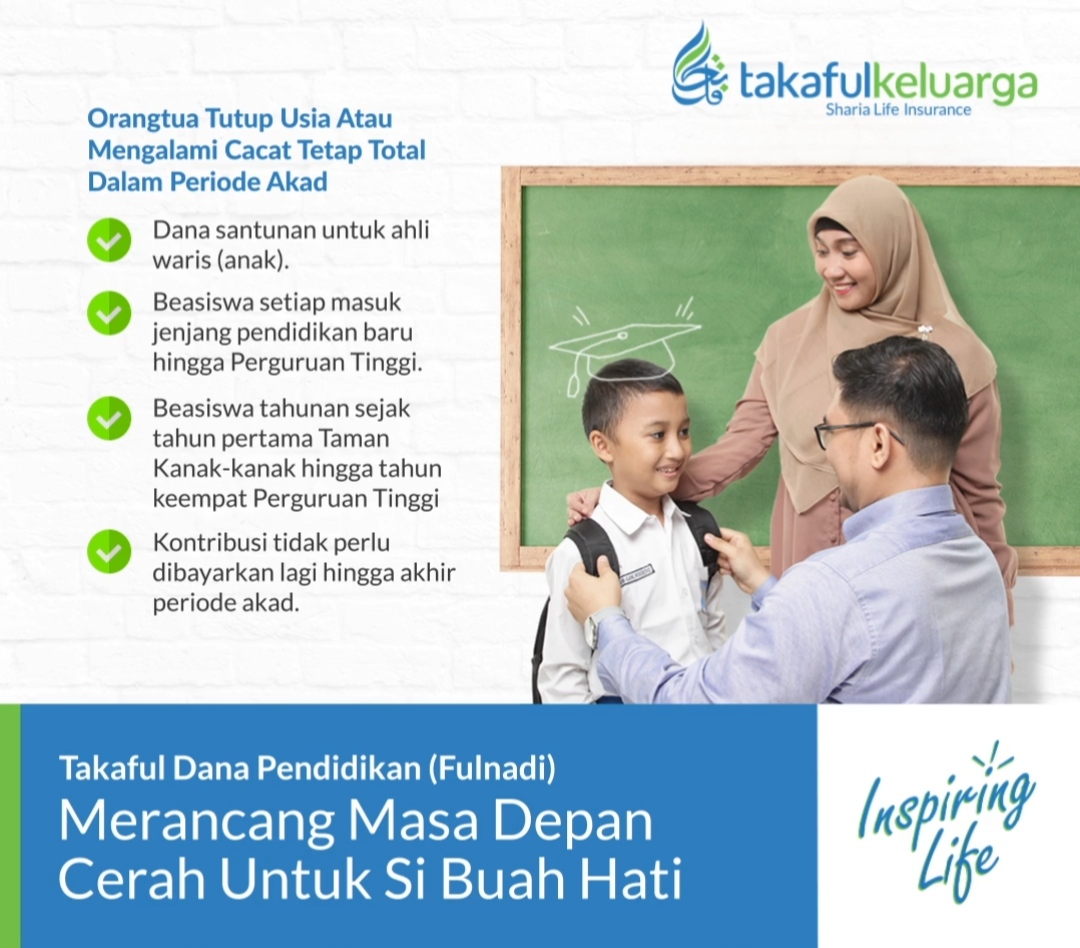 takafulkeluarga
Sharia Life Insurance
Orangtua Tutup Usia Atau
Mengalami Cacat Tetap Total
Dalam Periode Akad
Dana santunan untuk ahli
waris (anak).
Beasiswa setiap masuk
jenjang pendidikan baru
hingga Perguruan Tinggi.
Beasiswa tahunan sejak
tahun pertama Taman
Kanak-kanak hingga tahun
keempat Perguruan Tinggi
Kontribusi tidak perlu
dibayarkan lagi hingga akhir
periode akad.
Takaful Dana Pendidikan (Fulnadi)
Merancang Masa Depan
Cerah Untuk Si Buah Hati
Inspiring
Life